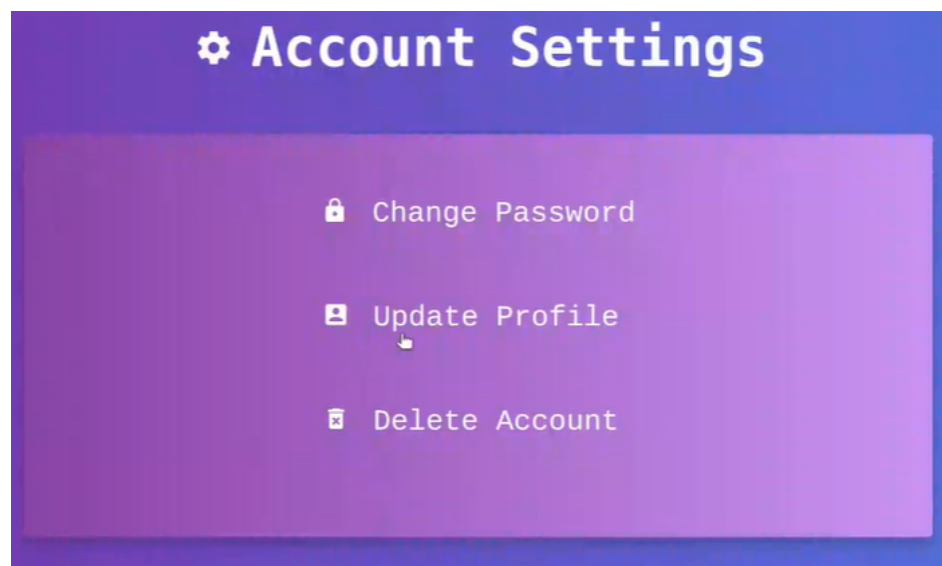 Account Settings
Change Password
Update Profile
Delete Account